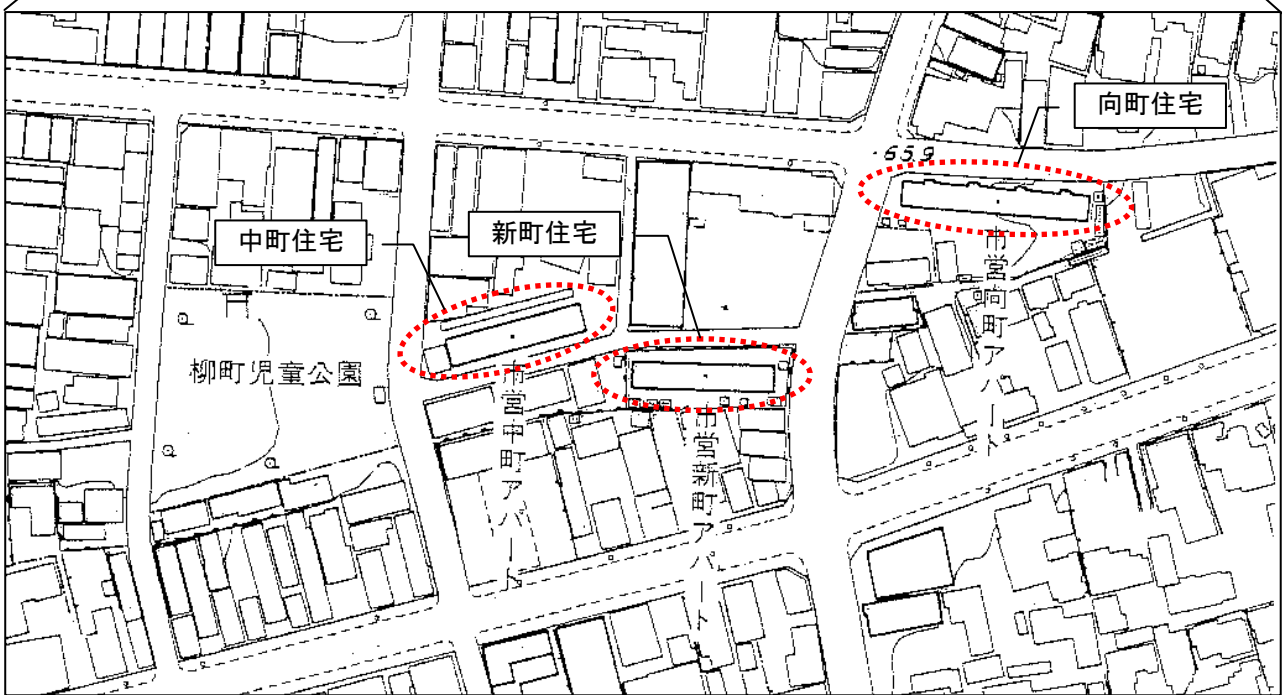 向町住宅
65.9
新町住宅
中町住宅
柳町児童公園
市営向町アパート
市営中町アパート
市営新町アパート